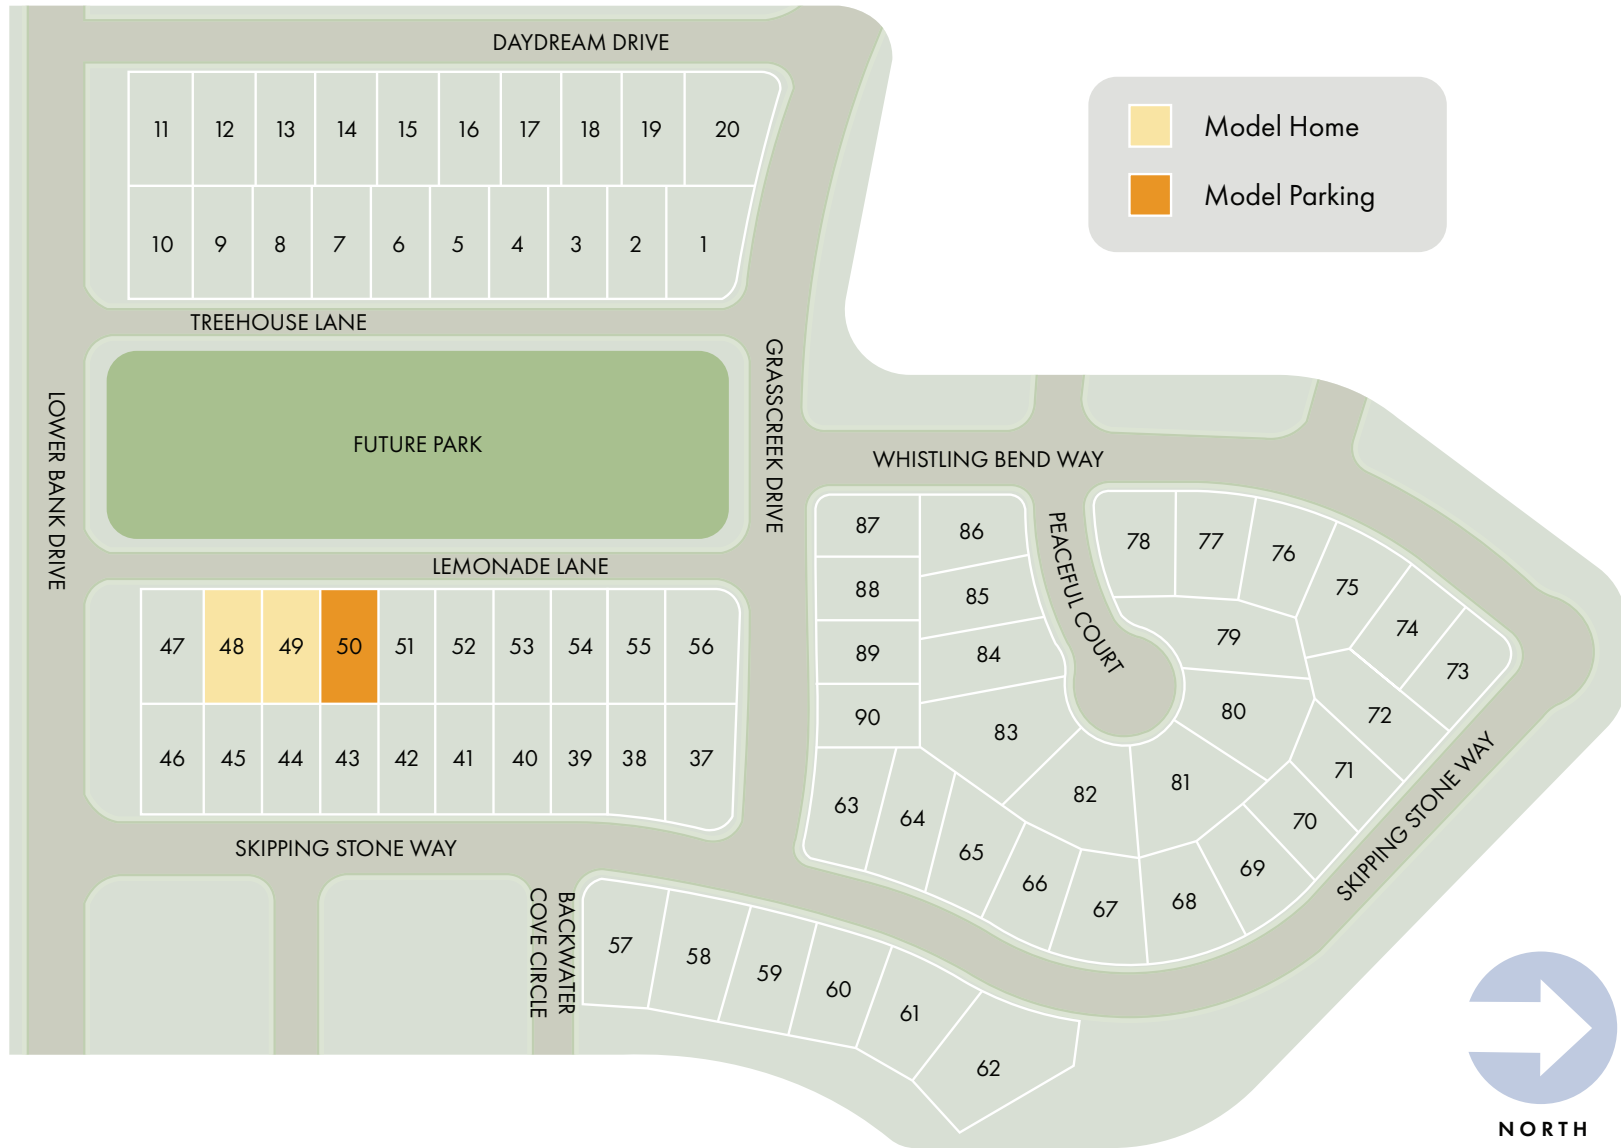 DAYDREAM DRIVE
Model Home
Model Parking
11 12 13 14 15 16 17 18 19 20
10 9 8 7 6 5 4 3 2 1
TREEHOUSE LANE
LOWER BANK DRIVE
FUTURE PARK
GRASSCREEK DRIVE
WHISTLING BEND WAY
PEACEFUL COURT
LEMONADE LANE
47 48 49 50 51 52 53 54 55 56
46 45 44 43 42 41 40 39 38 37
SKIPPING STONE WAY
BACKWATER
COVE CIRCLE
57 58 59 60 61 62
87 86
88 85
89 84
90 83
63 64 65 66 67 68 69 70 71 72 73
78 77 76 75 74
79
80
82 81
SKIPPING STONE WAY
NORTH